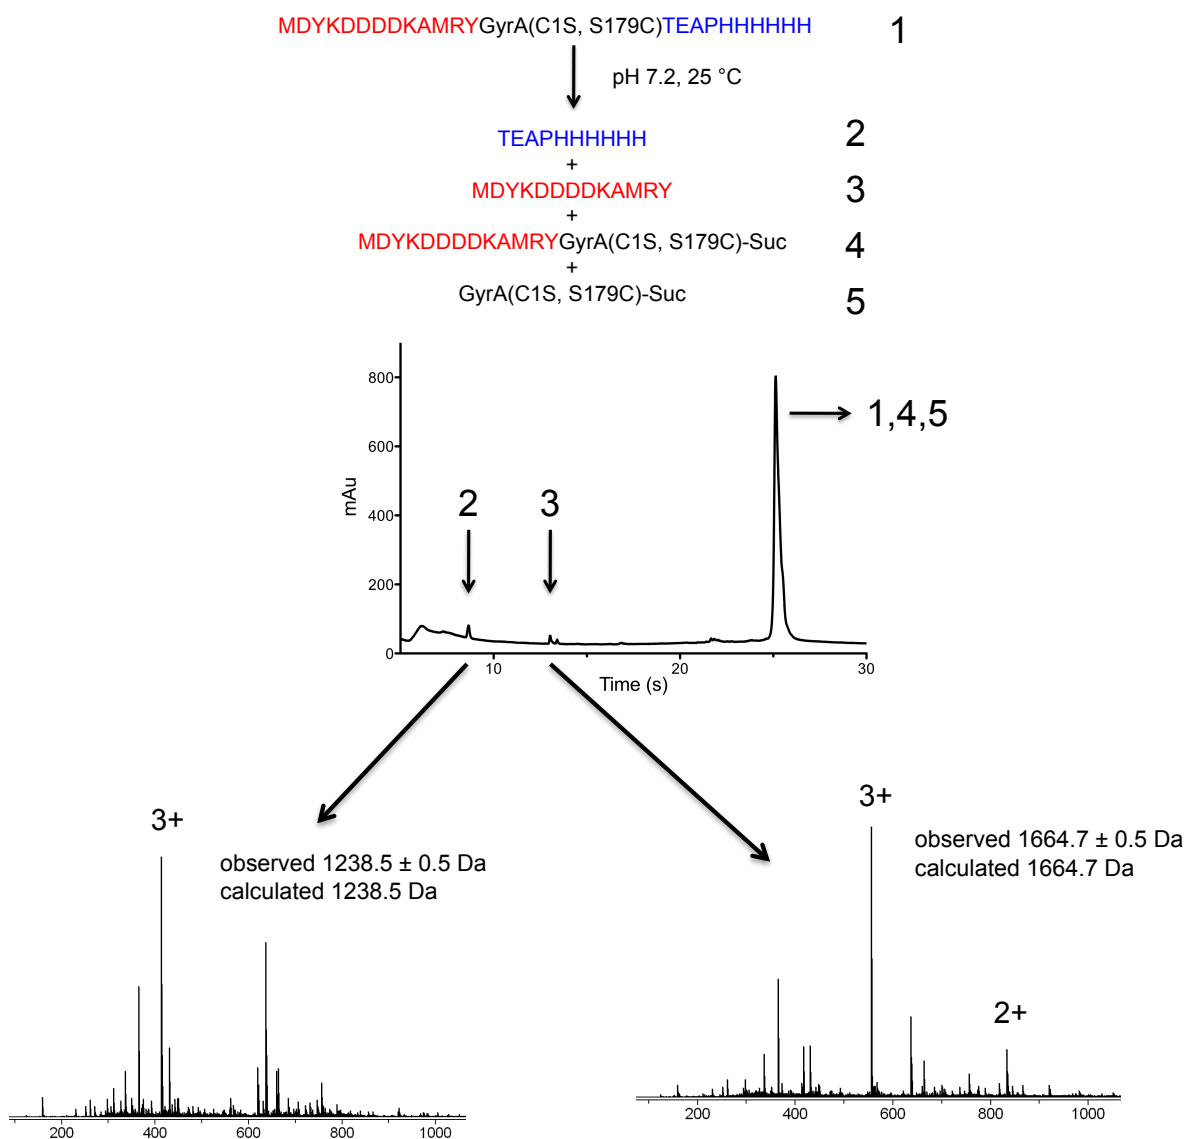 MDYKDDDDKAMRYGyrA(C1S, S179C)TEAPHHHHHH 1
pH 7.2, 25 °C
TEAPHHHHHH 2
+
MDYKDDDDKAMRY 3
+
MDYKDDDDKAMRYGyrA(C1S, S179C)-Suc 4
+
GyrA(C1S, S179C)-Suc 5
800
1,4,5
600
mAu
2 3
400
200
0
10 20 30
Time (s)
3+
observed 1238.5 ± 0.5 Da
calculated 1238.5 Da
200 400 600 800 1000
3+
observed 1664.7 ± 0.5 Da
calculated 1664.7 Da
2+
200 400 600 800 1000